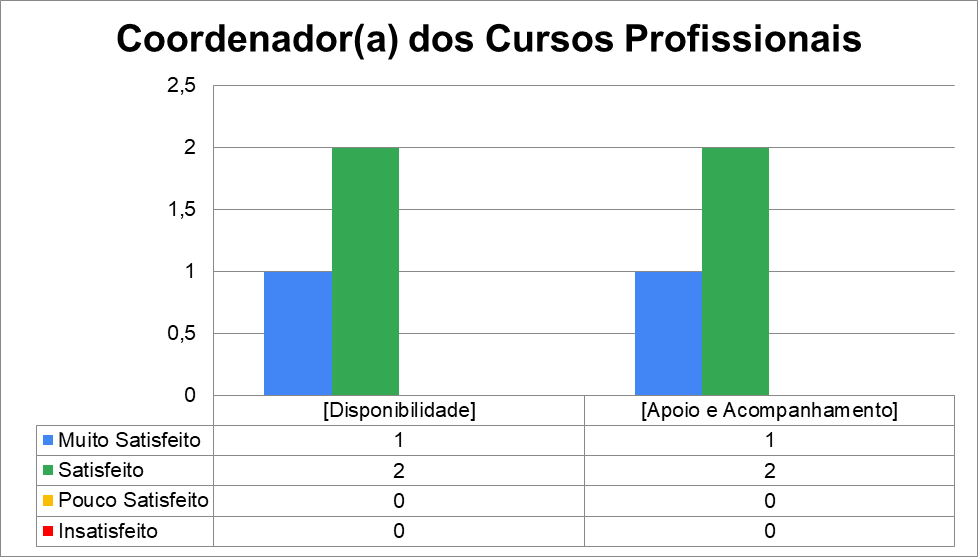 Coordenador(a) dos Cursos Profissionais
2,5
2
1,5
1
0,5
0
[Disponibilidade] [Apoio e Acompanhamento]
Muito Satisfeito 1 1
Satisfeito 2 2
Pouco Satisfeito 0 0
Insatisfeito 0 0